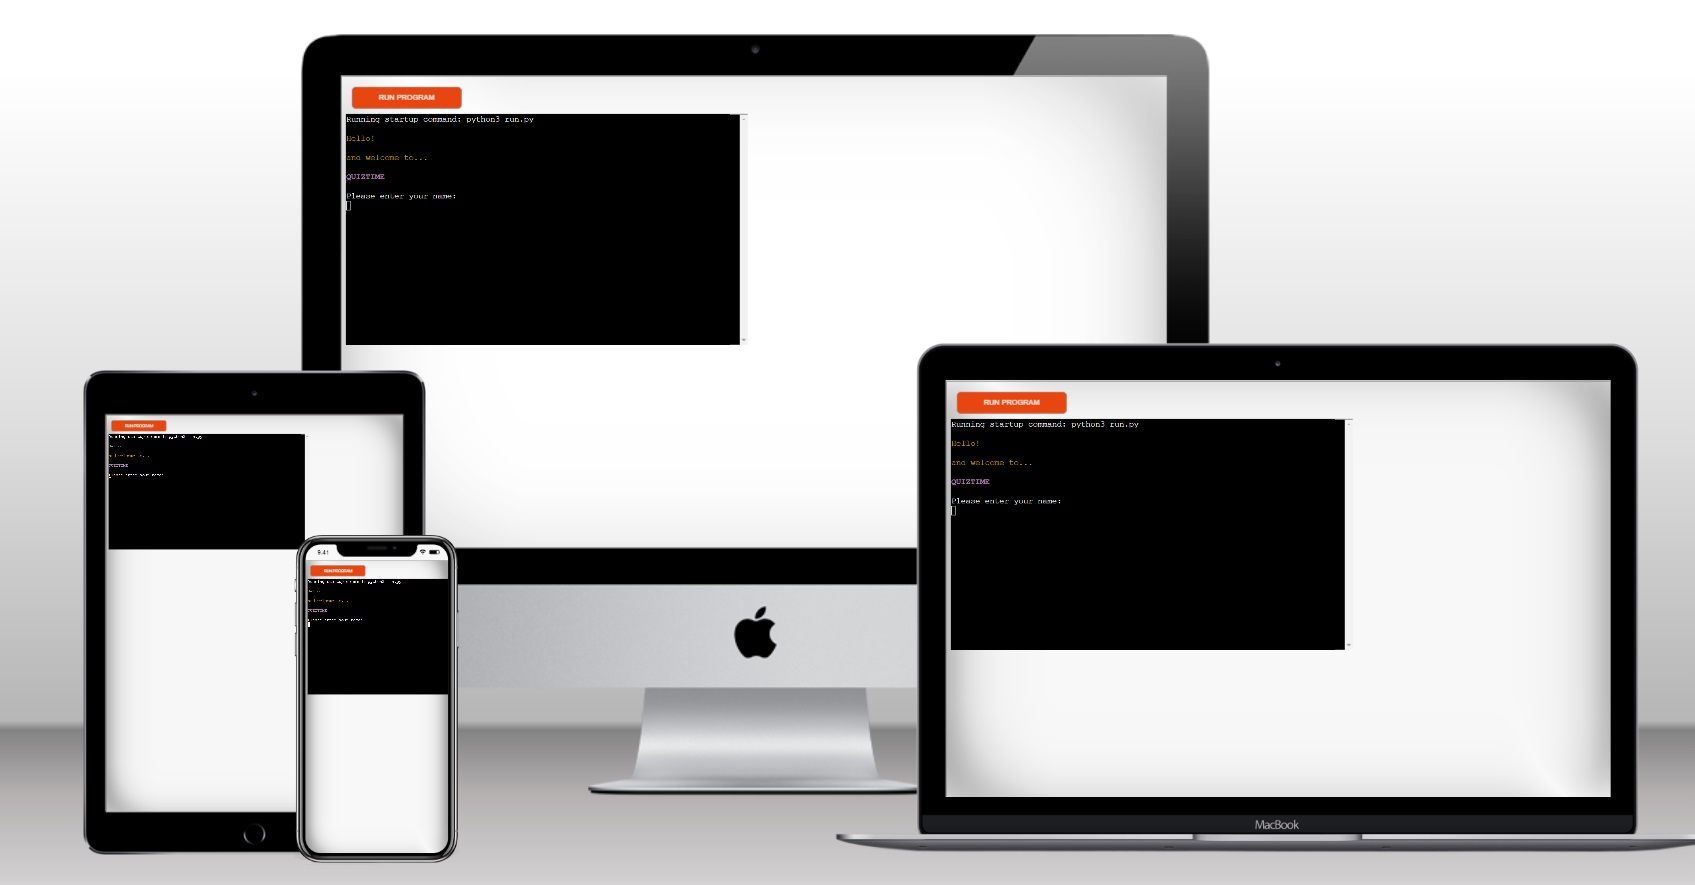 RUN PROGRAM
Running startup command: python3 run.py
Hello!
and welcome to...
QUIZTIME
Please enter your name:
RUN PROGRAM
Running startup command: python3 run.py
Hello!
and welcome to...
QUIZTIME
Please enter your name:
MacBook
RUN PROGRAM
QUIZTIME
9:41
RUN PROGRAM
QUIZTIME